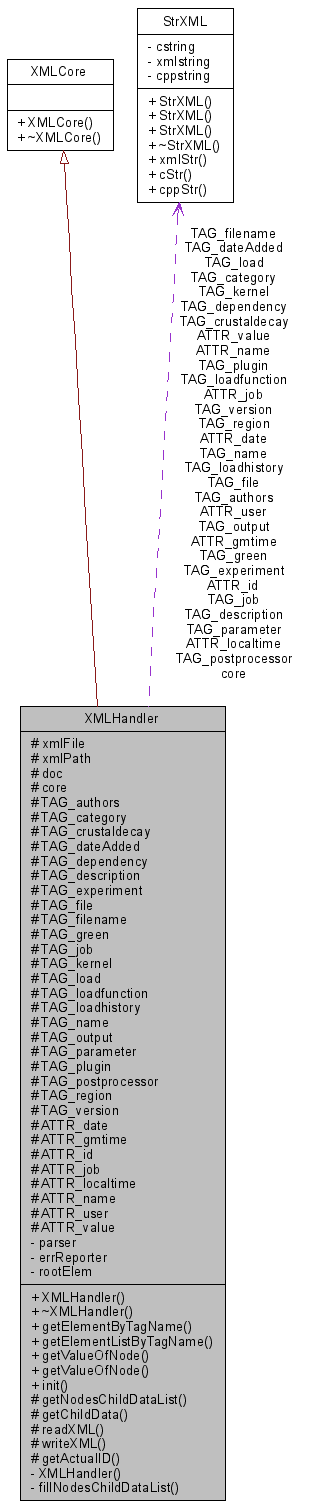 StrXML
- cstring
- xmlstring
- cppstring
+ StrXML()
+ StrXML()
+ StrXML()
+ ~StrXML()
+ xmlStr()
+ cStr()
+ cppStr()
XMLCore
+ XMLCore()
+ ~XMLCore()
TAG_filename
TAG_dateAdded
TAG_load
TAG_category
TAG_kernel
TAG_dependency
TAG_crustaldecay
ATTR_value
ATTR_name
TAG_plugin
TAG_loadfunction
ATTR_job
TAG_version
TAG_region
ATTR_date
TAG_name
TAG_loadhistory
TAG_file
TAG_authors
ATTR_user
TAG_output
ATTR_gmtime
TAG_green
TAG_experiment
ATTR_id
TAG_job
TAG_description
TAG_parameter
ATTR_localtime
TAG_postprocessor
core
XMLHandler
# xmlFile
# xmlPath
# doc
# core
# TAG_authors
# TAG_category
# TAG_crustaldecay
# TAG_dateAdded
# TAG_dependency
# TAG_description
# TAG_experiment
# TAG_file
# TAG_filename
# TAG_green
# TAG_job
# TAG_kernel
# TAG_load
# TAG_loadfunction
# TAG_loadhistory
# TAG_name
# TAG_output
# TAG_parameter
# TAG_plugin
# TAG_postprocessor
# TAG_region
# TAG_version
# ATTR_date
# ATTR_gmtime
# ATTR_id
# ATTR_job
# ATTR_localtime
# ATTR_name
# ATTR_user
# ATTR_value
- parser
- errReporter
- rootElem
+ XMLHandler()
+ ~XMLHandler()
+ getElementByTagName()
+ getElementListByTagName()
+ getValueOfNode()
+ getValueOfNode()
+ init()
# getNodesChildDataList()
# getChildData()
# readXML()
# writeXML()
# getActualID()
- XMLHandler()
- fillNodesChildDataList()